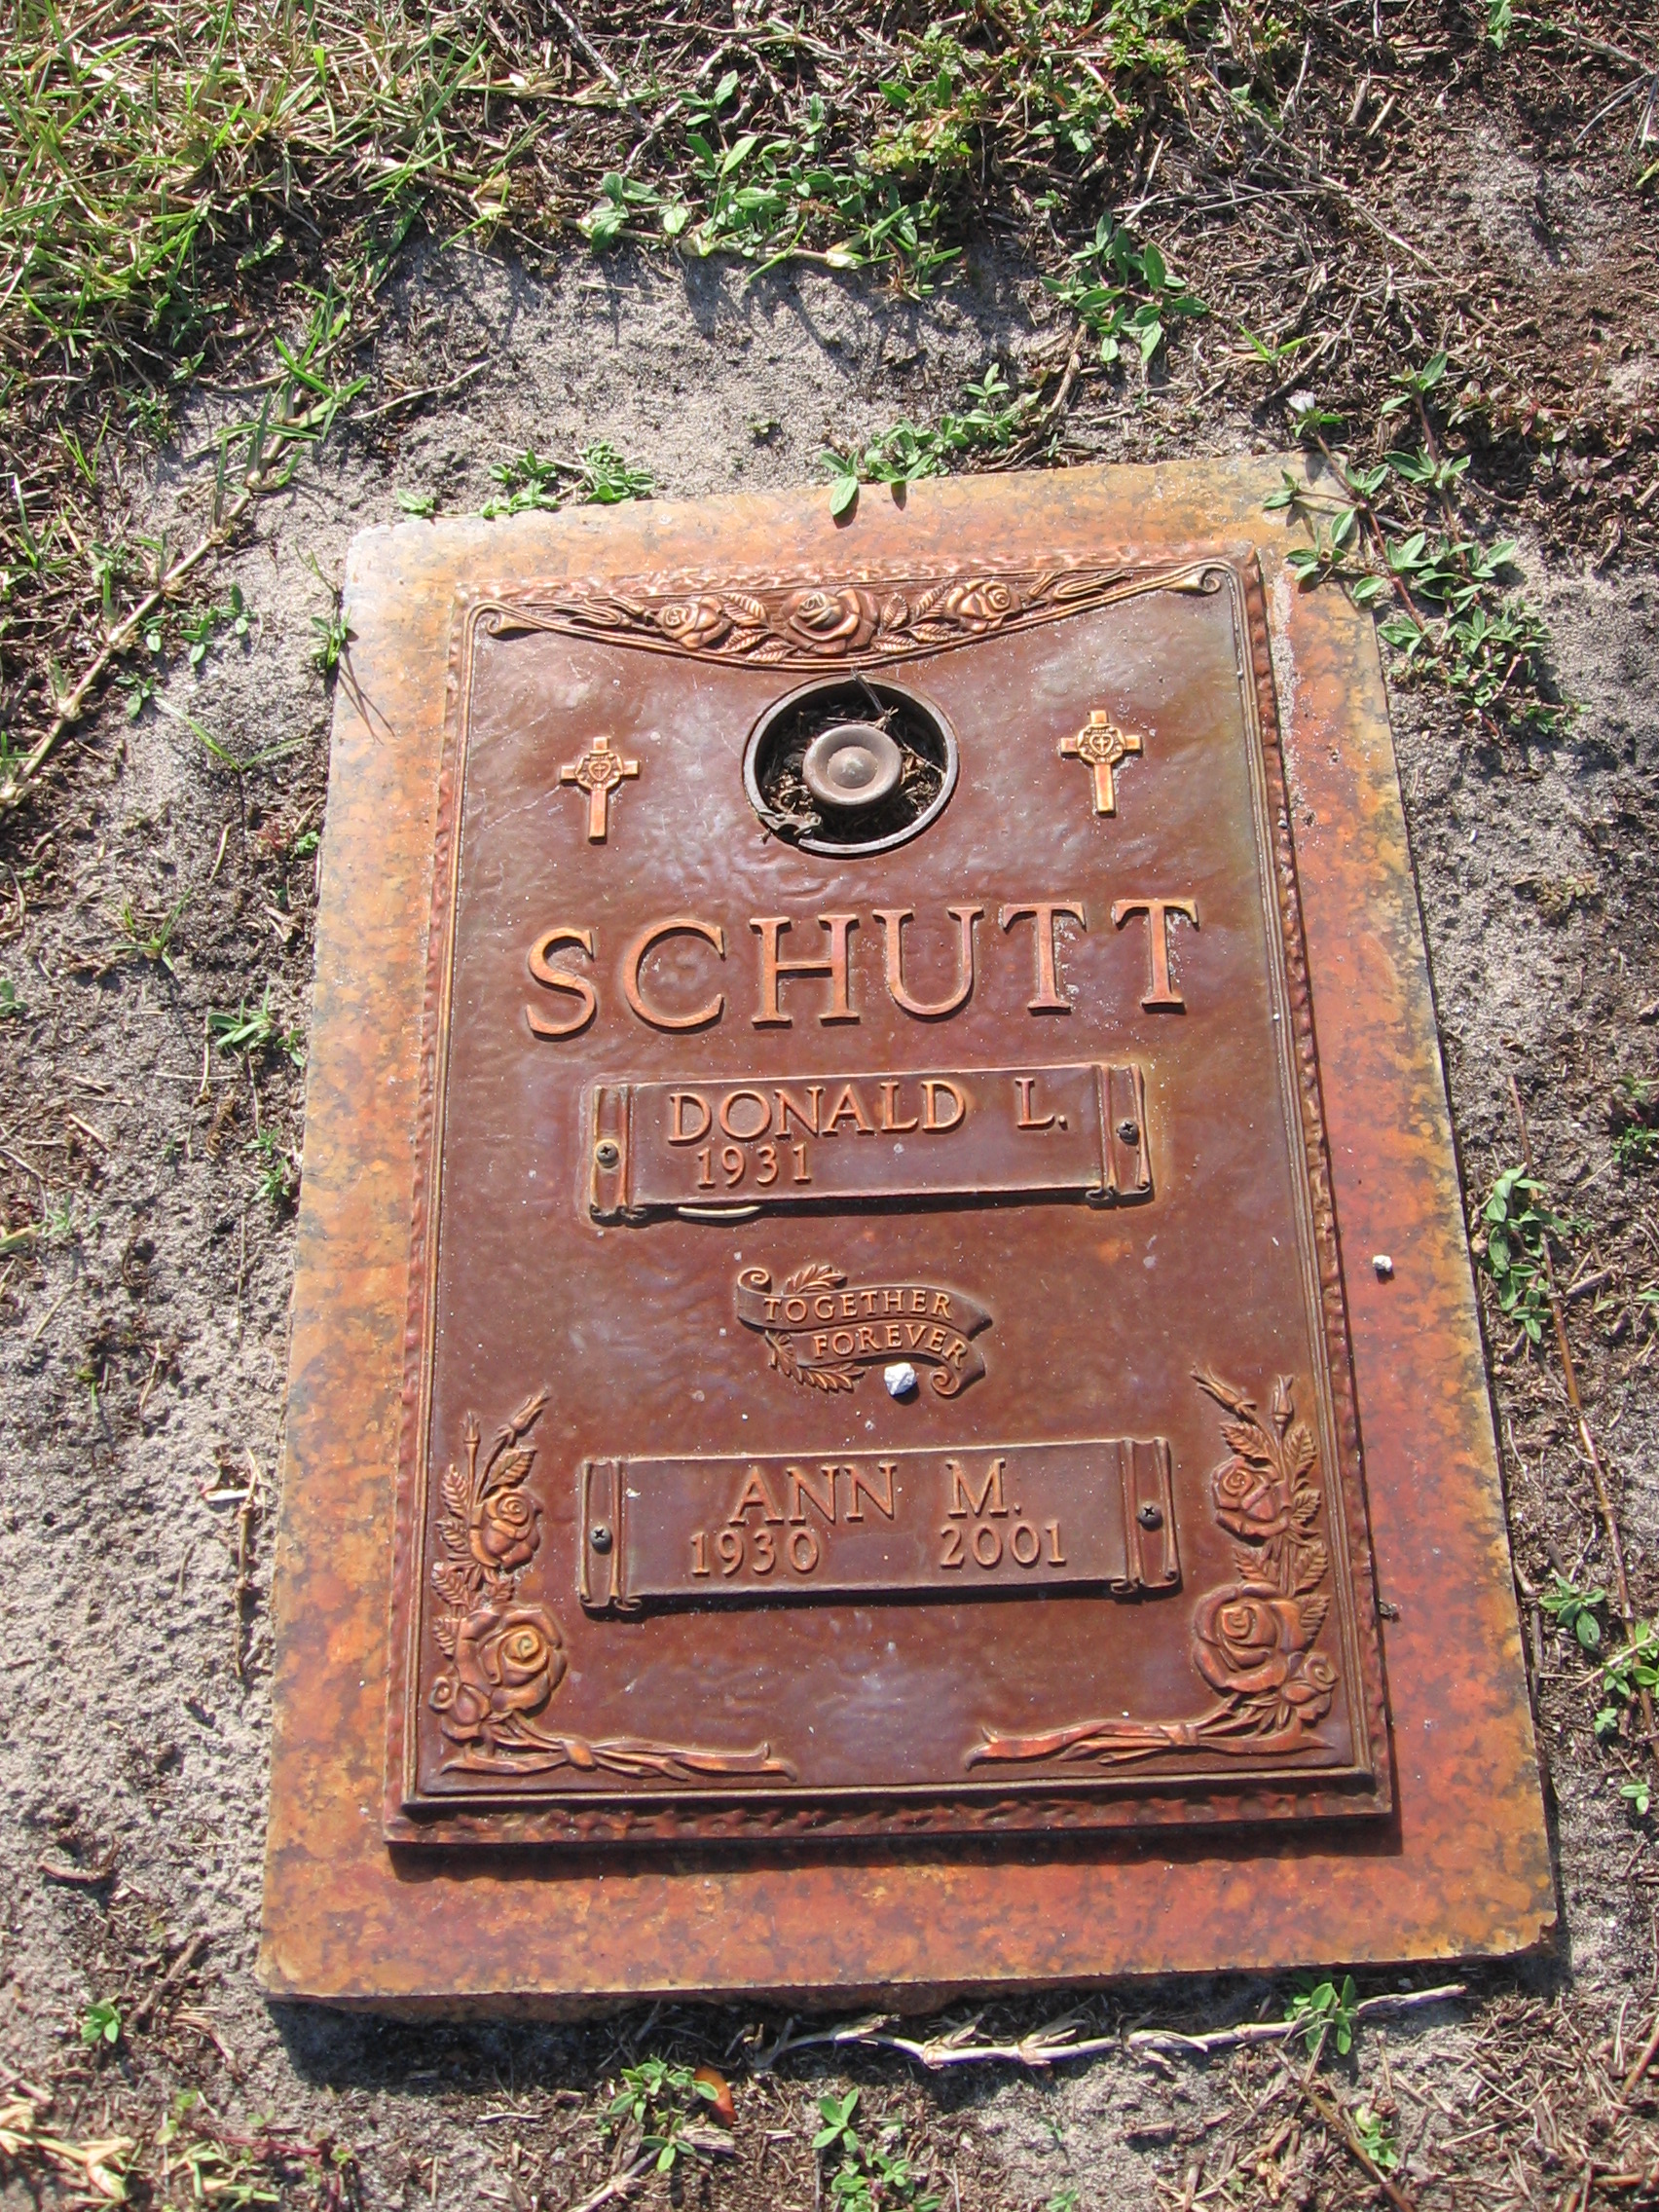 SCHUTT
DONALD L.
1931
TOGETHER
FOREVER
ANN M.
1930 2001